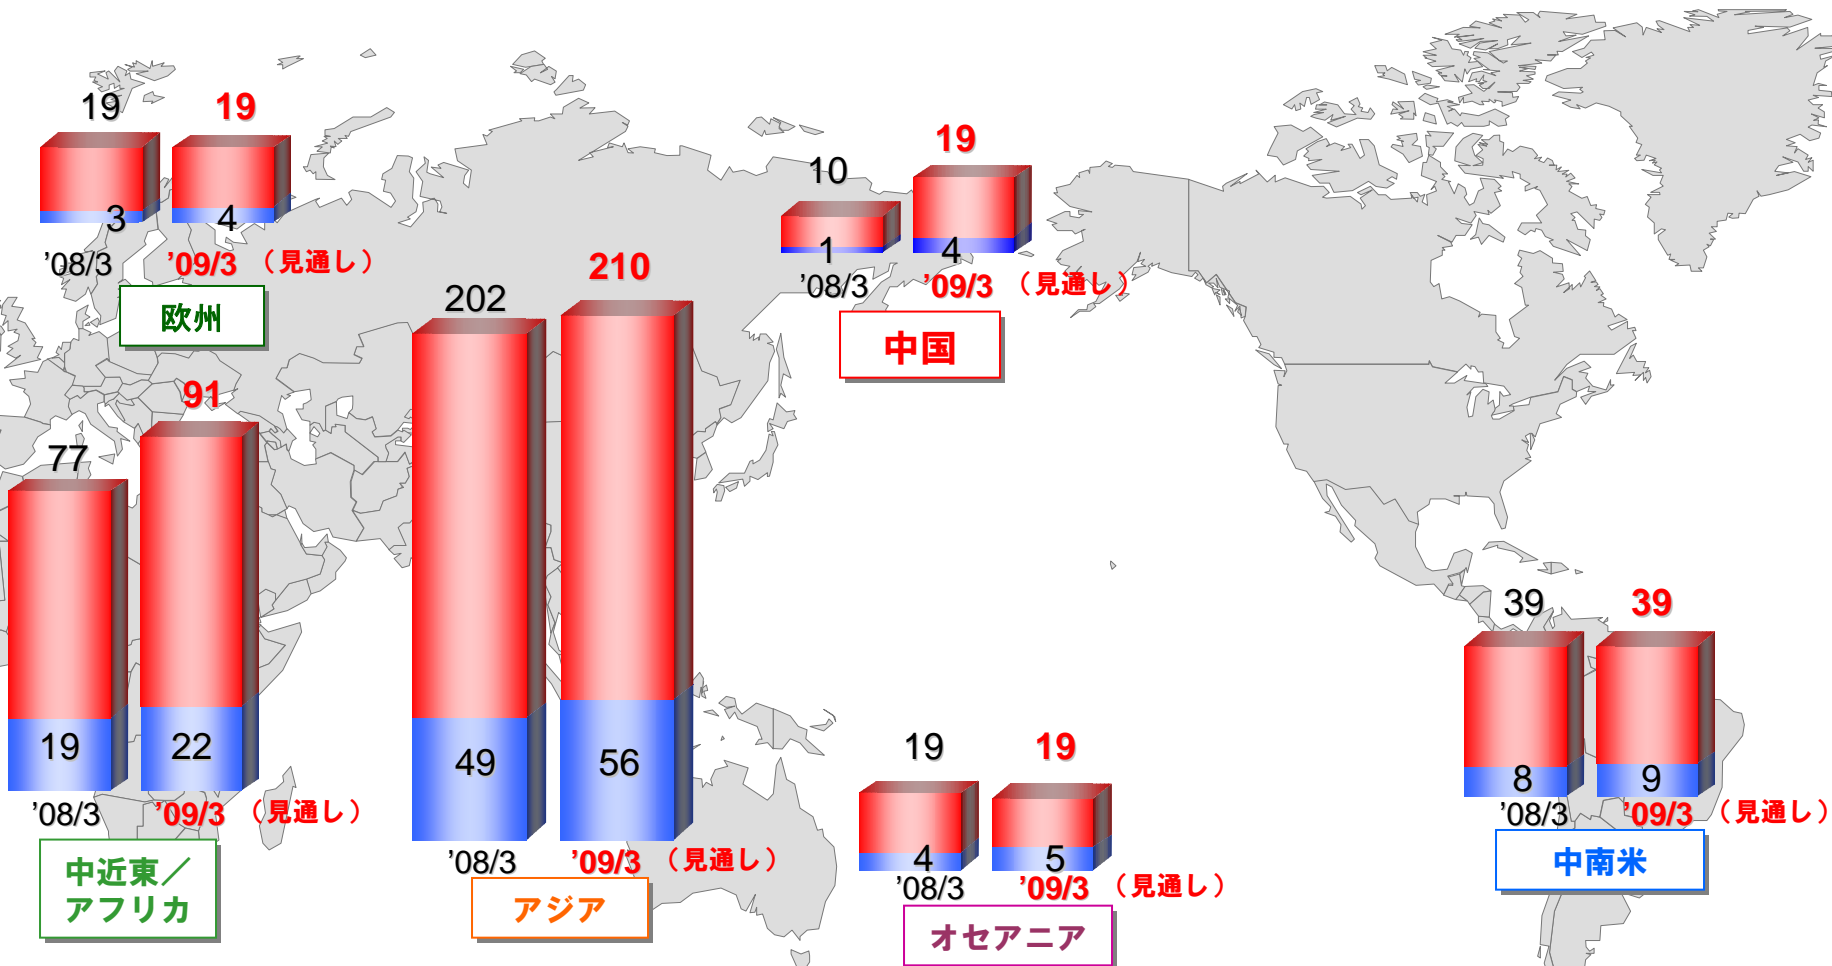 19
19
3
4
’08/3
’09/3 （見通し）
欧州
10
19
1
4
’08/3
’09/3 （見通し）
中国
77
91
19
22
’08/3
’09/3 （見通し）
中近東／
アフリカ
202
210
49
56
’08/3
’09/3 （見通し）
アジア
19
19
4
5
’08/3
’09/3 （見通し）
オセアニア
39
39
8
9
’08/3
’09/3 （見通し）
中南米